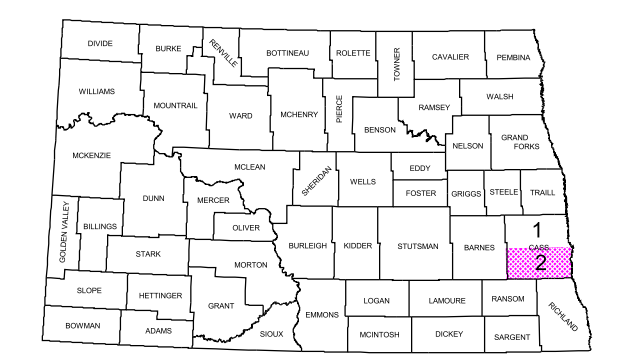 DIVIDE
BURKE
RENVILLE
BOTTINEAU
ROLETTE
TOWNER
CAVALIER
PEMBINA
WILLIAMS
MOUNTRAIL
WARD
MCHENRY
PIERCE
BENSON
RAMSEY
WALSH
NELSON
GRAND
FORKS
MCKENZIE
DUNN
MCLEAN
MERCER
OLIVER
SHERIDAN
WELLS
EDDY
FOSTER
GRIGGS
STEELE
TRAILL
GOLDEN VALLEY
BILLINGS
STARK
MORTON
BURLEIGH
KIDDER
STUTSMAN
BARNES
1
CASS
2
SLOPE
HETTINGER
GRANT
BOWMAN
ADAMS
SIOUX
EMMONS
LOGAN
LAMOURE
RANSOM
RICHLAND
MCINTOSH
DICKEY
SARGENT